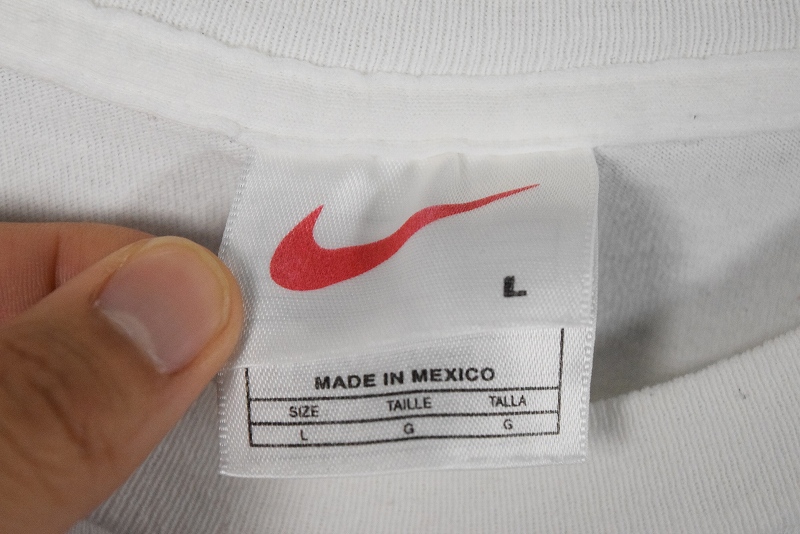 L
MADE IN MEXICO
SIZE TAILLE TALLA
L G G